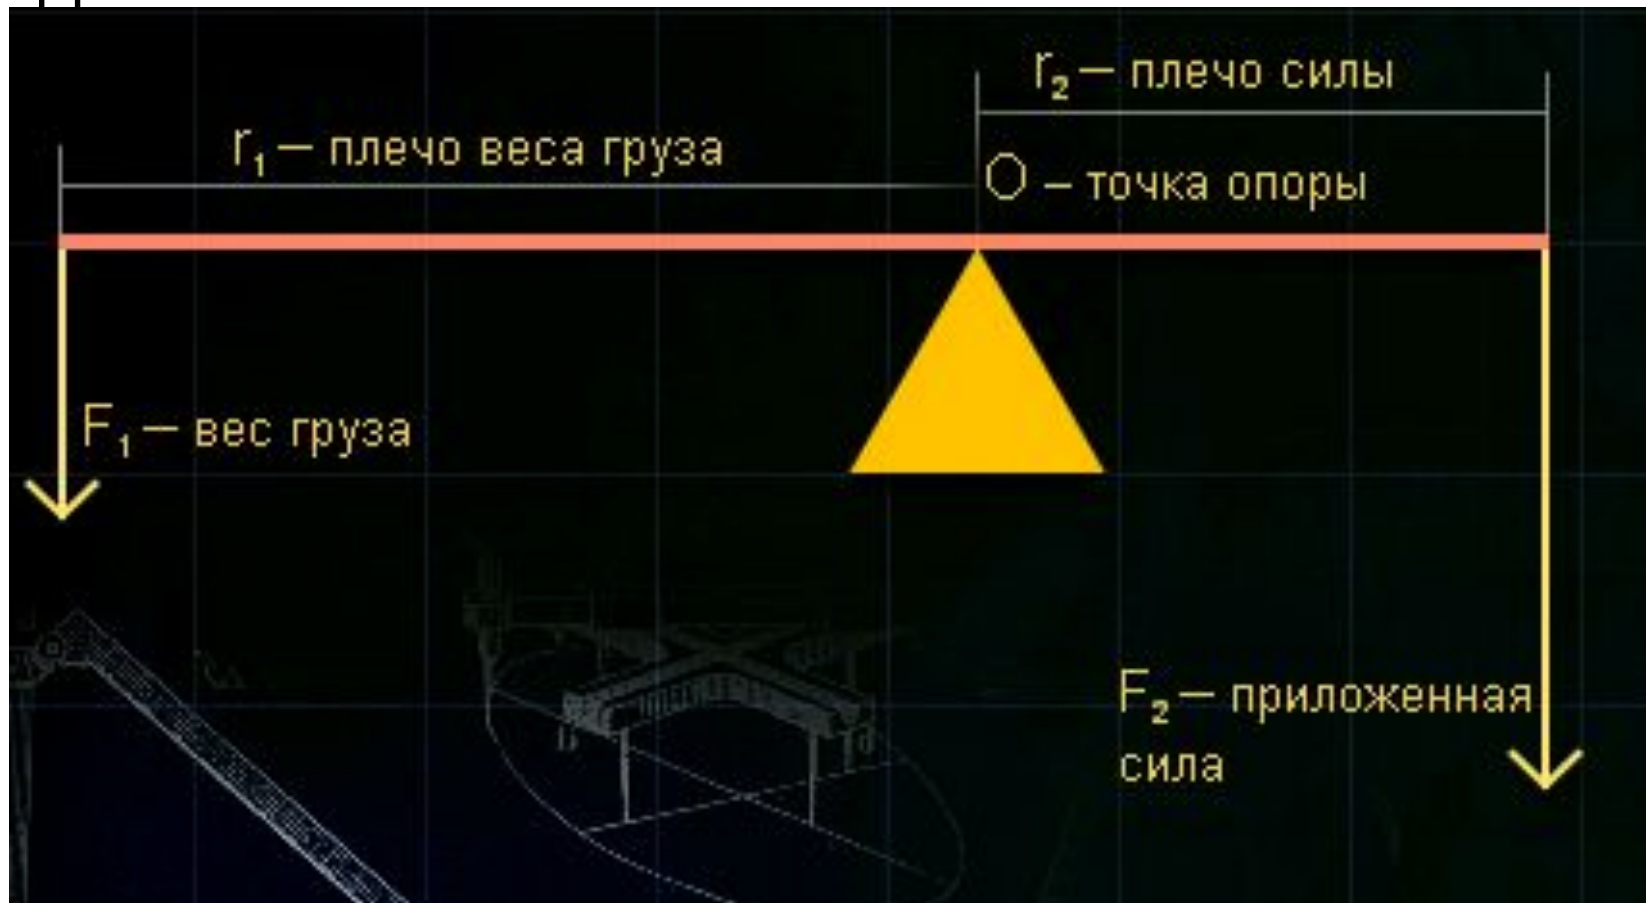 r₂ – плечо силы
r₁ – плечо веса груза
O – точка опоры
F₁ – вес груза
F₂ – приложенная
сила